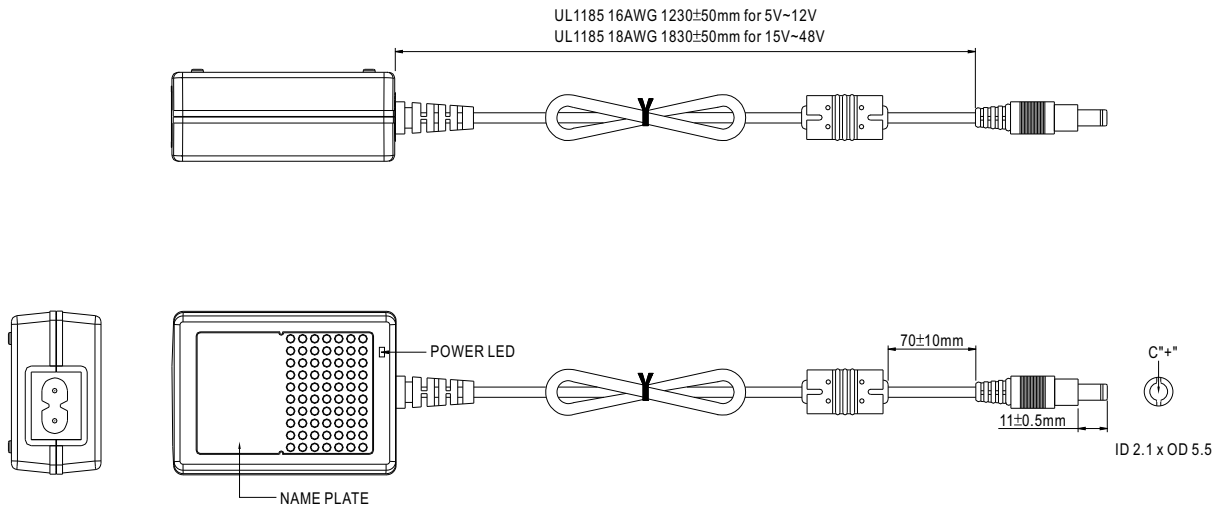 UL1185 16AWG 1230±50mm for 5V~12V
UL1185 18AWG 1830±50mm for 15V~48V
POWER LED
70±10mm
C"+"
11±0.5mm
ID 2.1 x OD 5.5
NAME PLATE